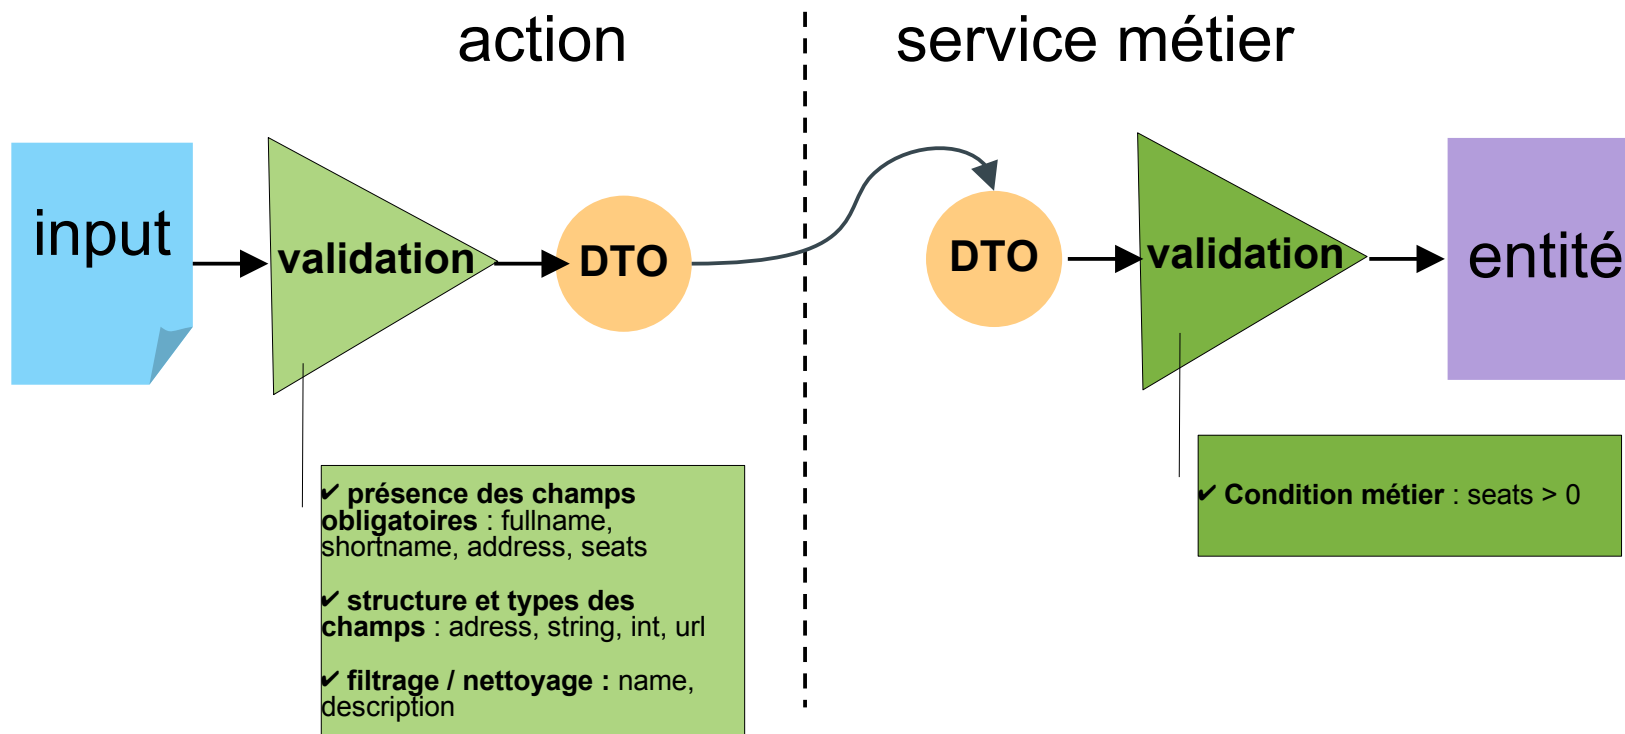 action
service métier
input
validation
DTO
DTO
validation
entité
✔ présence des champs
obligatoires : fullname,
shortname, address, seats
✔ structure et types des
champs : adress, string, int, url
✔ filtrage / nettoyage : name,
description
✔ Condition métier : seats > 0